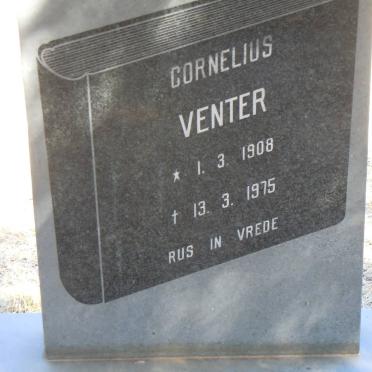 CORNELIUS
VENTER
★ 1. 3. 1908
† 13. 3. 1975
RUS IN VREDE